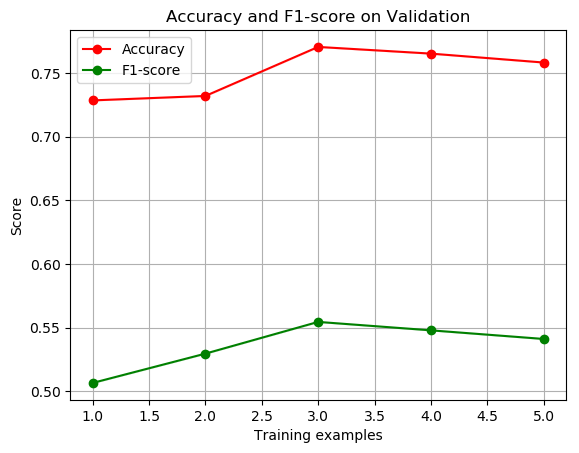 Accuracy and F1-score on Validation
Accuracy
F1-score
Score
0.75
0.70
0.65
0.60
0.55
0.50
1.0 1.5 2.0 2.5 3.0 3.5 4.0 4.5 5.0
Training examples